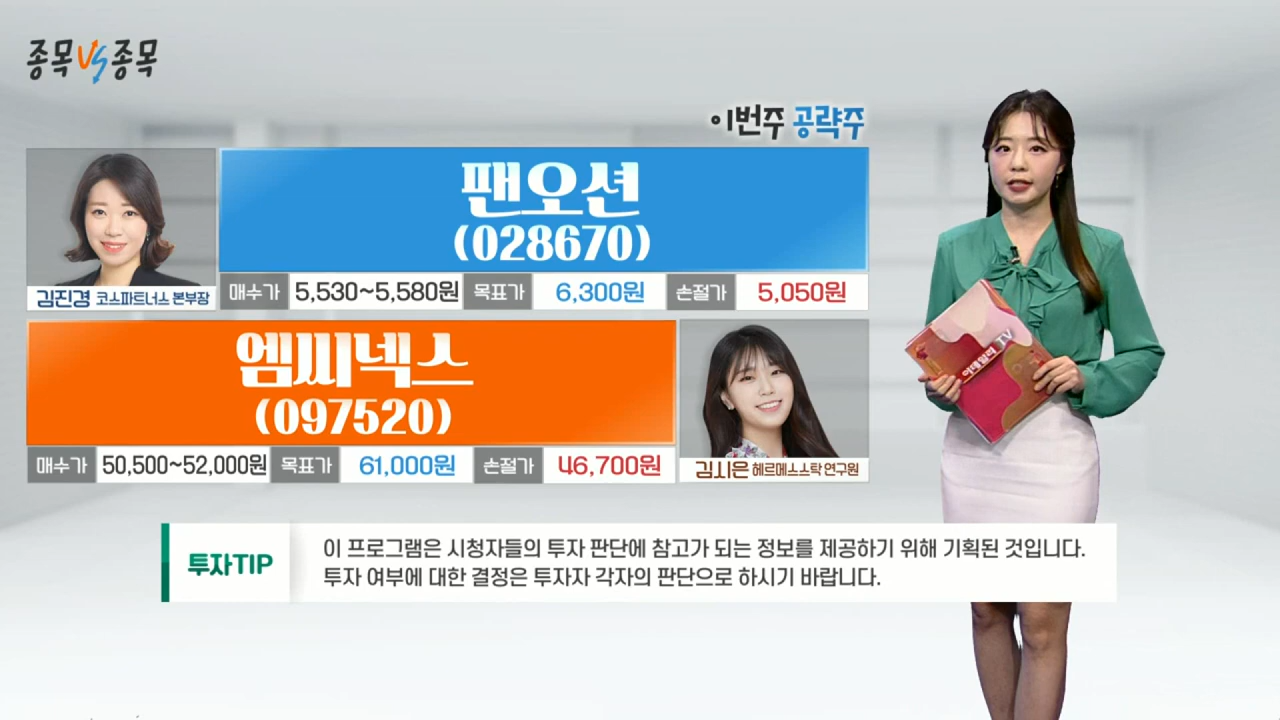 종목 VS 종목
이번주 공략주
팬오션
(028670)
김진경 코스파트너스 본부장
매수가 5,530~5,580원 목표가 6,300원 손절가 5,050원
엠씨넥스
(097520)
매수가 50,500~52,000원 목표가 61,000원 손절가 46,700원
김시은 헤르메스스탁 연구원
이데일리 TV
투자TIP
이 프로그램은 시청자들의 투자 판단에 참고가 되는 정보를 제공하기 위해 기획된 것입니다.
투자 여부에 대한 결정은 투자자 각자의 판단으로 하시기 바랍니다.